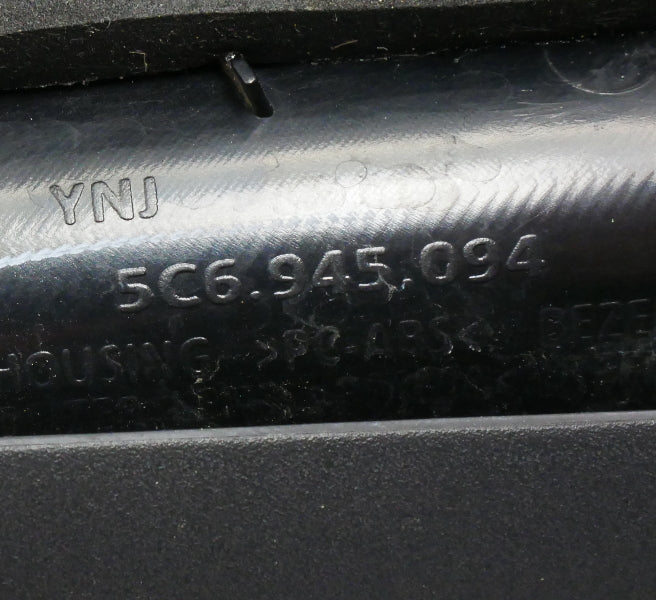 YNJ
5C6.945.094
HOUSING >PC-ABS<